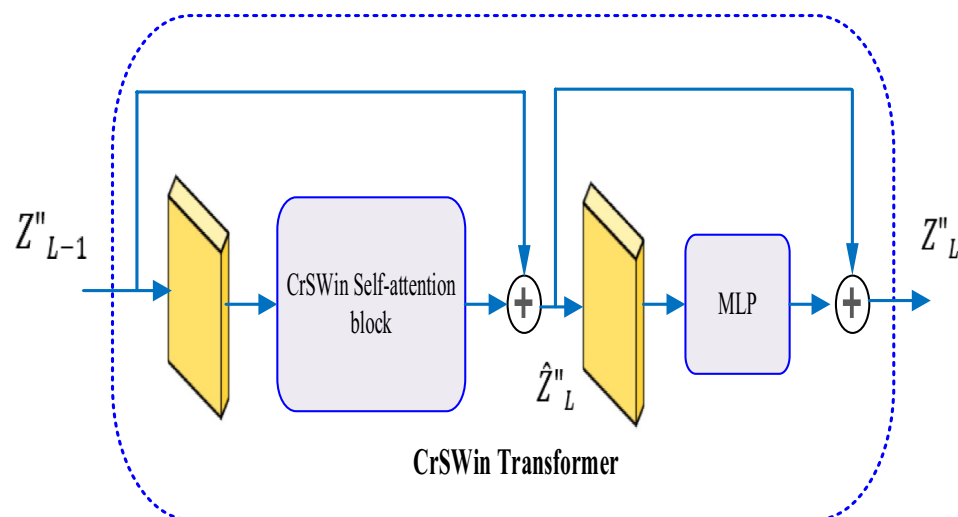 Z"L-1
CrSWin Self-attention
block
+
Ẑ"L
MLP
+
Z"L
CrSWin Transformer